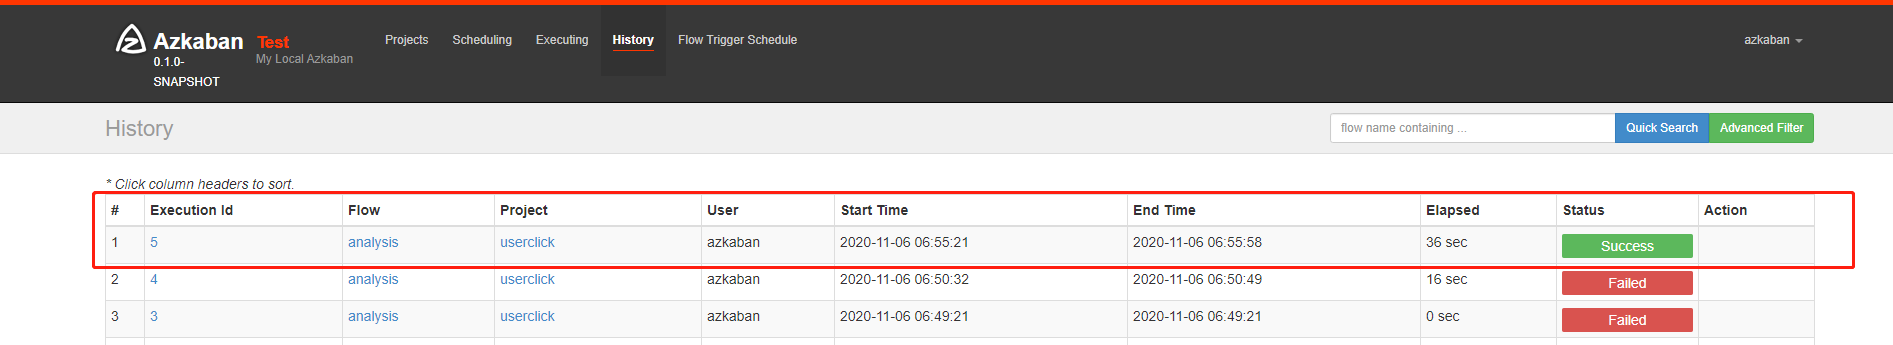 Azkaban Test Projects Scheduling Executing History Flow Trigger Schedule azkaban
0.1.0- My Local Azkaban
SNAPSHOT
History flow name containing ... Quick Search Advanced Filter
* Click column headers to sort.
# Execution Id Flow Project User Start Time End Time Elapsed Status Action
1 5 analysis userclick azkaban 2020-11-06 06:55:21 2020-11-06 06:55:58 36 sec Success
2 4 analysis userclick azkaban 2020-11-06 06:50:32 2020-11-06 06:50:49 16 sec Failed
3 3 analysis userclick azkaban 2020-11-06 06:49:21 2020-11-06 06:49:21 0 sec Failed